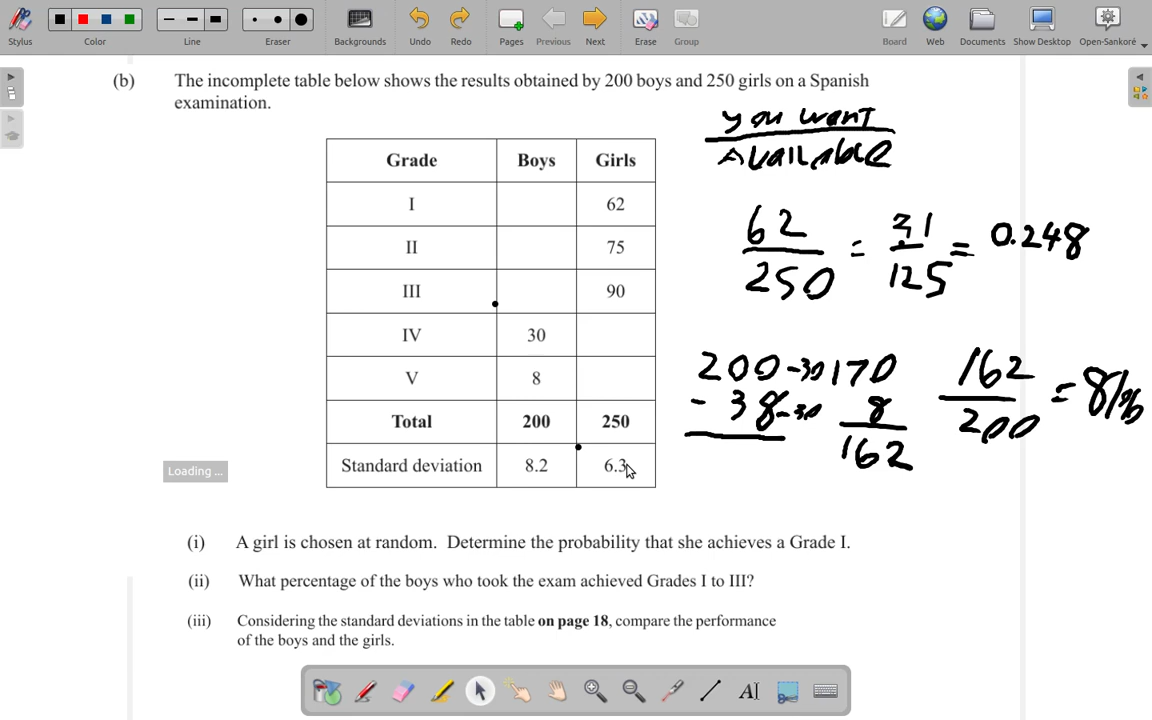 Stylus Color Line Eraser Backgrounds Undo Redo Pages Previous Next Erase Group Board Web Documents Show Desktop Open-Sankoré
(b) The incomplete table below shows the results obtained by 200 boys and 250 girls on a Spanish
examination.
you want
Available
Grade Boys Girls
I 62
II 75
III 90
IV 30
V 8
Total 200 250
Standard deviation 8.2 6.3
62/250 = 31/125 = 0.248
200 -30 170
- 38 -30 8
162
162/200 = 81%
Loading ...
(i) A girl is chosen at random. Determine the probability that she achieves a Grade I.
(ii) What percentage of the boys who took the exam achieved Grades I to III?
(iii) Considering the standard deviations in the table on page 18, compare the performance
of the boys and the girls.